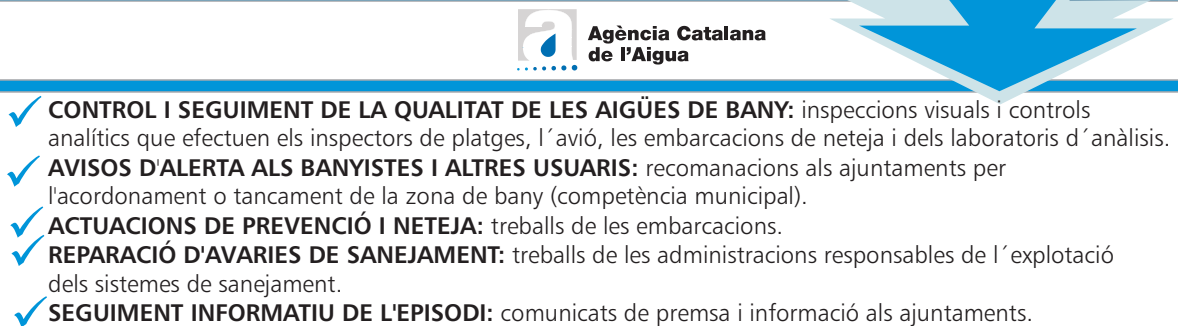 Agència Catalana
de l'Aigua
CONTROL I SEGUIMENT DE LA QUALITAT DE LES AIGÜES DE BANY: inspeccions visuals i controls
analítics que efectuen els inspectors de platges, l´avió, les embarcacions de neteja i dels laboratoris d´anàlisis.
AVISOS D'ALERTA ALS BANYISTES I ALTRES USUARIS: recomanacions als ajuntaments per
l'acordonament o tancament de la zona de bany (competència municipal).
ACTUACIONS DE PREVENCIÓ I NETEJA: treballs de les embarcacions.
REPARACIÓ D'AVARIES DE SANEJAMENT: treballs de les administracions responsables de l´explotació
dels sistemes de sanejament.
SEGUIMENT INFORMATIU DE L'EPISODI: comunicats de premsa i informació als ajuntaments.